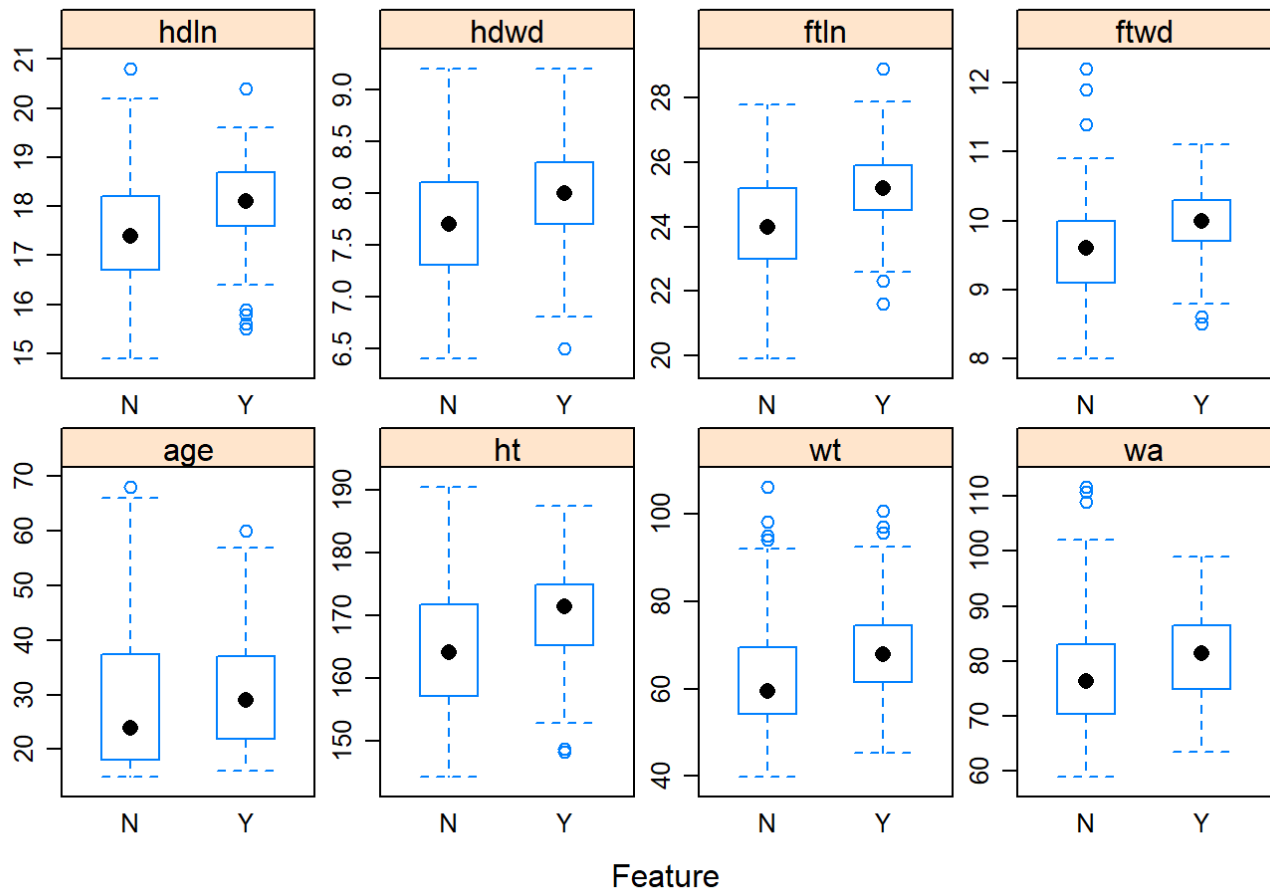 hdln hdwd ftln ftwd
21 20 19 18 17 16 15
9.0 8.5 8.0 7.5 7.0 6.5
28 26 24 22 20
12 11 10 9 8
N Y N Y N Y N Y
age ht wt wa
70 60 50 40 30 20
190 180 170 160 150
100 80 60 40
110 100 90 80 70 60
N Y N Y N Y N Y
Feature